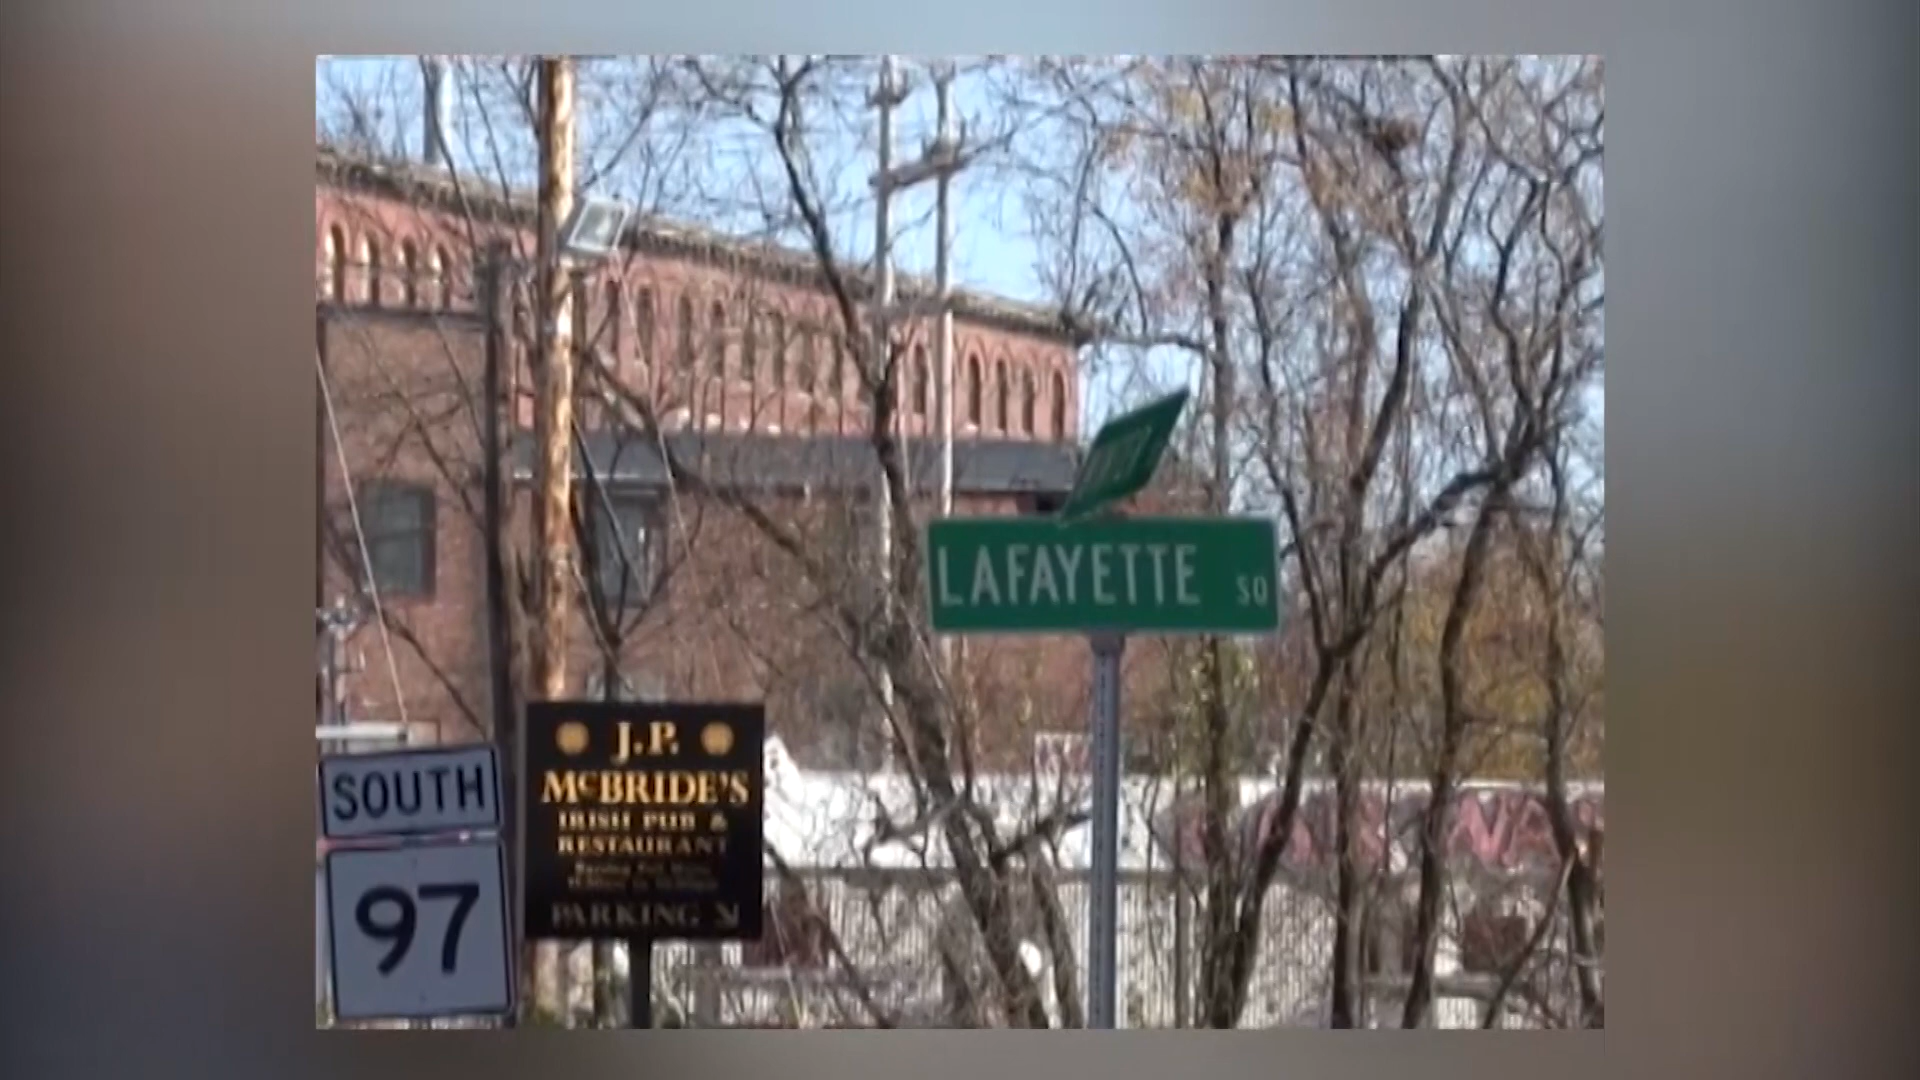 LAFAYETTE SQ
J.P.
McBRIDE'S
IRISH PUB &
RESTAURANT
PARKING ↘
SOUTH
97